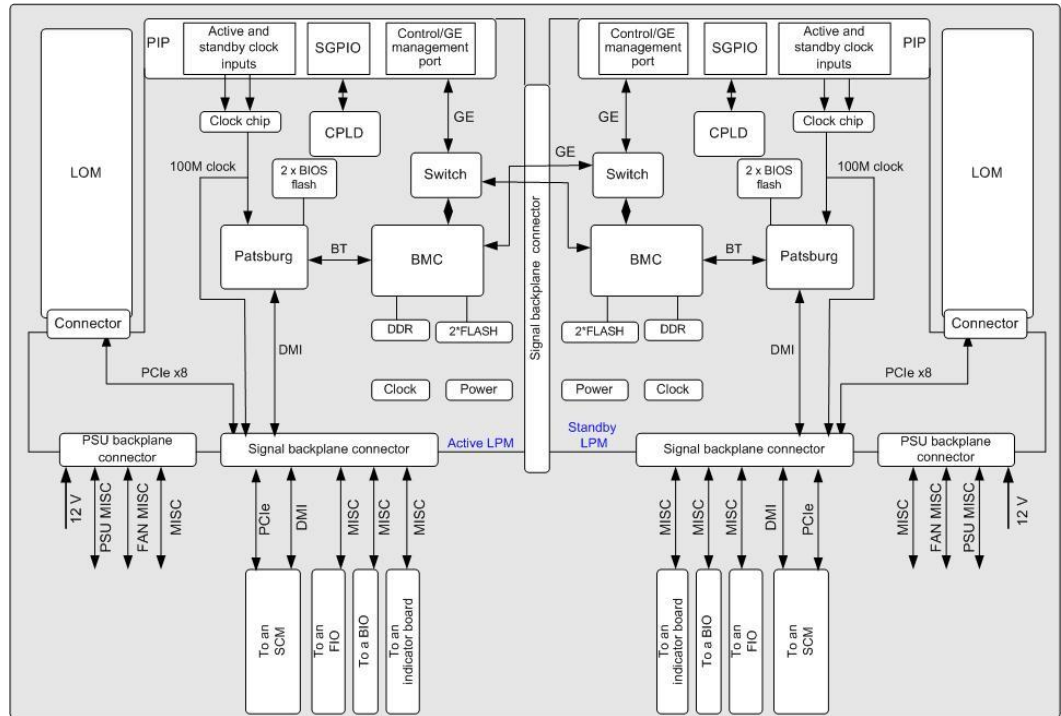 PIP
Active and
standby clock
inputs
SGPIO
Control/GE
management
port
Control/GE
management
port
SGPIO
Active and
standby clock
inputs
PIP
LOM
Clock chip
CPLD
GE
GE
GE
CPLD
Clock chip
LOM
100M clock
2 x BIOS
flash
Switch
Switch
2 x BIOS
flash
100M clock
Patsburg
BT
BMC
Signal backplane connector
BMC
BT
Patsburg
Connector
DDR
2*FLASH
2*FLASH
DDR
Connector
DMI
DMI
PCIe x8
PCIe x8
Clock
Power
Power
Clock
PSU backplane
connector
Signal backplane connector
Active LPM
Standby
LPM
Signal backplane connector
PSU backplane
connector
12 V
PSU MISC
FAN MISC
MISC
PCIe
DMI
MISC
MISC
MISC
MISC
MISC
MISC
DMI
PCIe
MISC
FAN MISC
PSU MISC
12 V
To an
SCM
To an
FIO
To a BIO
To an
indicator board
To an
indicator board
To a BIO
To an
FIO
To an
SCM